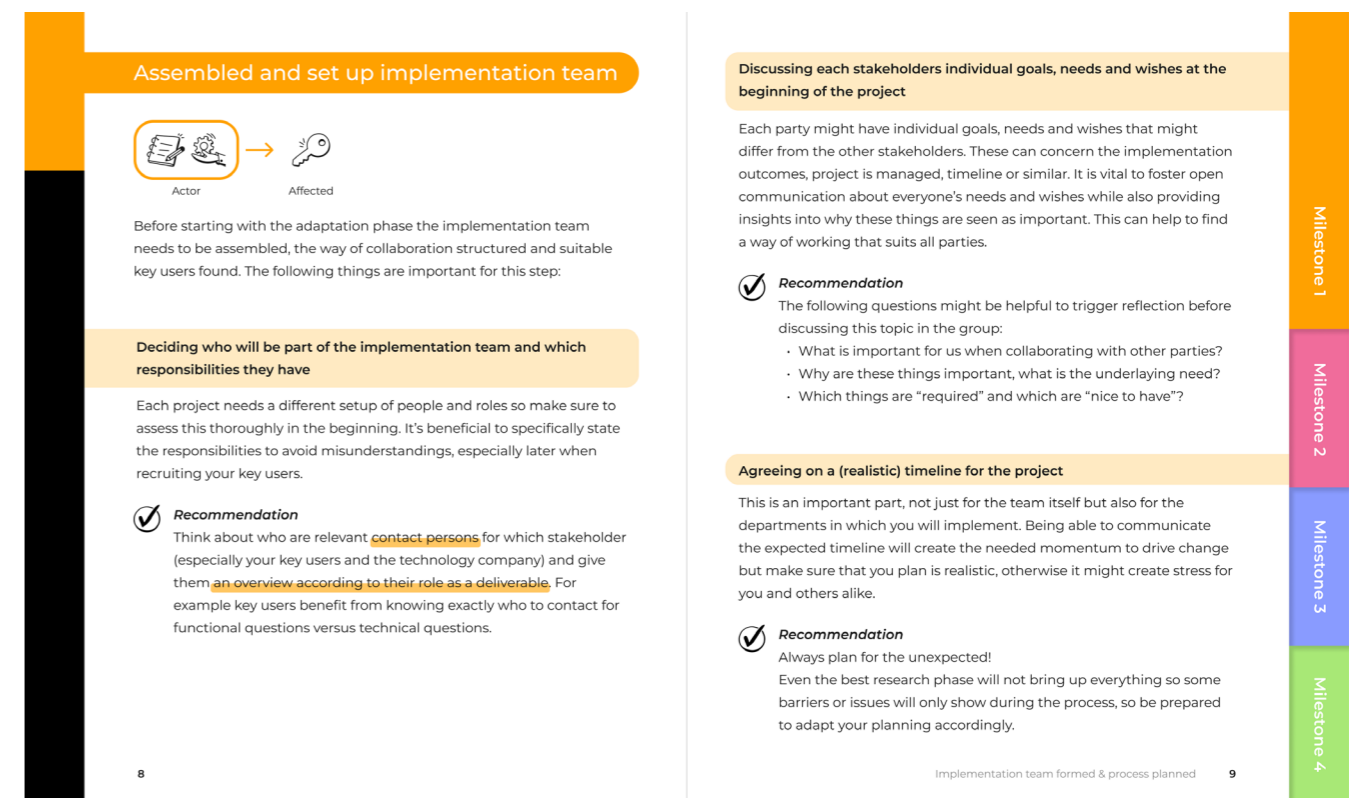 Assembled and set up implementation team
Actor
Affected
Before starting with the adaptation phase the implementation team
needs to be assembled, the way of collaboration structured and suitable
key users found. The following things are important for this step:
Deciding who will be part of the implementation team and which
responsibilities they have
Each project needs a different setup of people and roles so make sure to
assess this thoroughly in the beginning. It's beneficial to specifically state
the responsibilities to avoid misunderstandings, especially later when
recruiting your key users.
Recommendation
Think about who are relevant contact persons for which stakeholder
(especially your key users and the technology company) and give
them an overview according to their role as a deliverable. For
example key users benefit from knowing exactly who to contact for
functional questions versus technical questions.
8
Discussing each stakeholders individual goals, needs and wishes at the
beginning of the project
Each party might have individual goals, needs and wishes that might
differ from the other stakeholders. These can concern the implementation
outcomes, project is managed, timeline or similar. It is vital to foster open
communication about everyone's needs and wishes while also providing
insights into why these things are seen as important. This can help to find
a way of working that suits all parties.
Recommendation
The following questions might be helpful to trigger reflection before
discussing this topic in the group:
• What is important for us when collaborating with other parties?
• Why are these things important, what is the underlaying need?
• Which things are “required” and which are “nice to have”?
Agreeing on a (realistic) timeline for the project
This is an important part, not just for the team itself but also for the
departments in which you will implement. Being able to communicate
the expected timeline will create the needed momentum to drive change
but make sure that you plan is realistic, otherwise it might create stress for
you and others alike.
Recommendation
Always plan for the unexpected!
Even the best research phase will not bring up everything so some
barriers or issues will only show during the process, so be prepared
to adapt your planning accordingly.
Implementation team formed & process planned 9
Milestone 1
Milestone 2
Milestone 3
Milestone 4